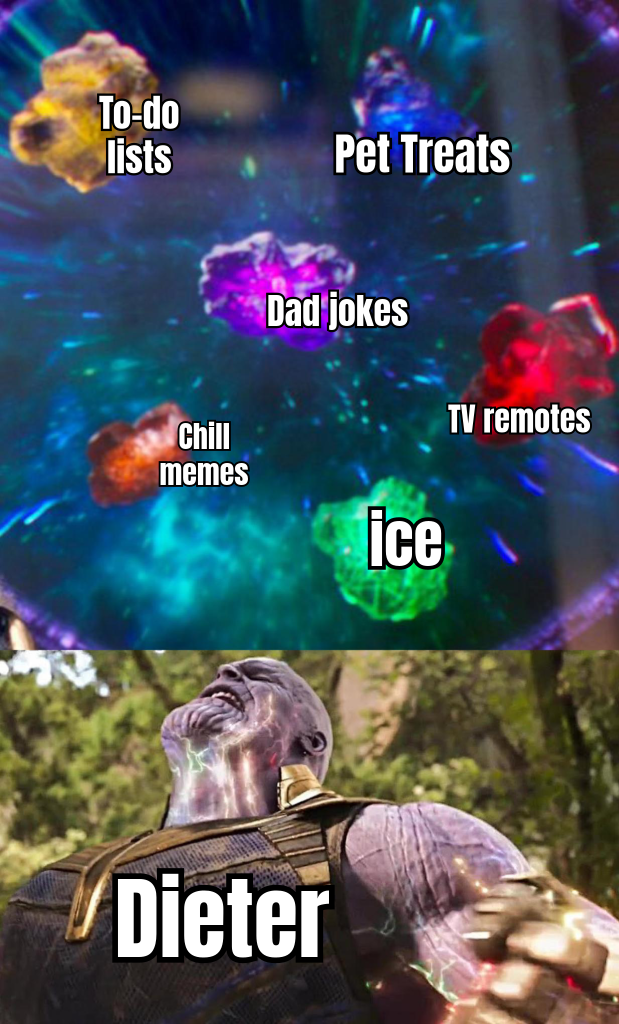 To-do
lists
Pet Treats
Dad jokes
TV remotes
Chill
memes
ice
Dieter